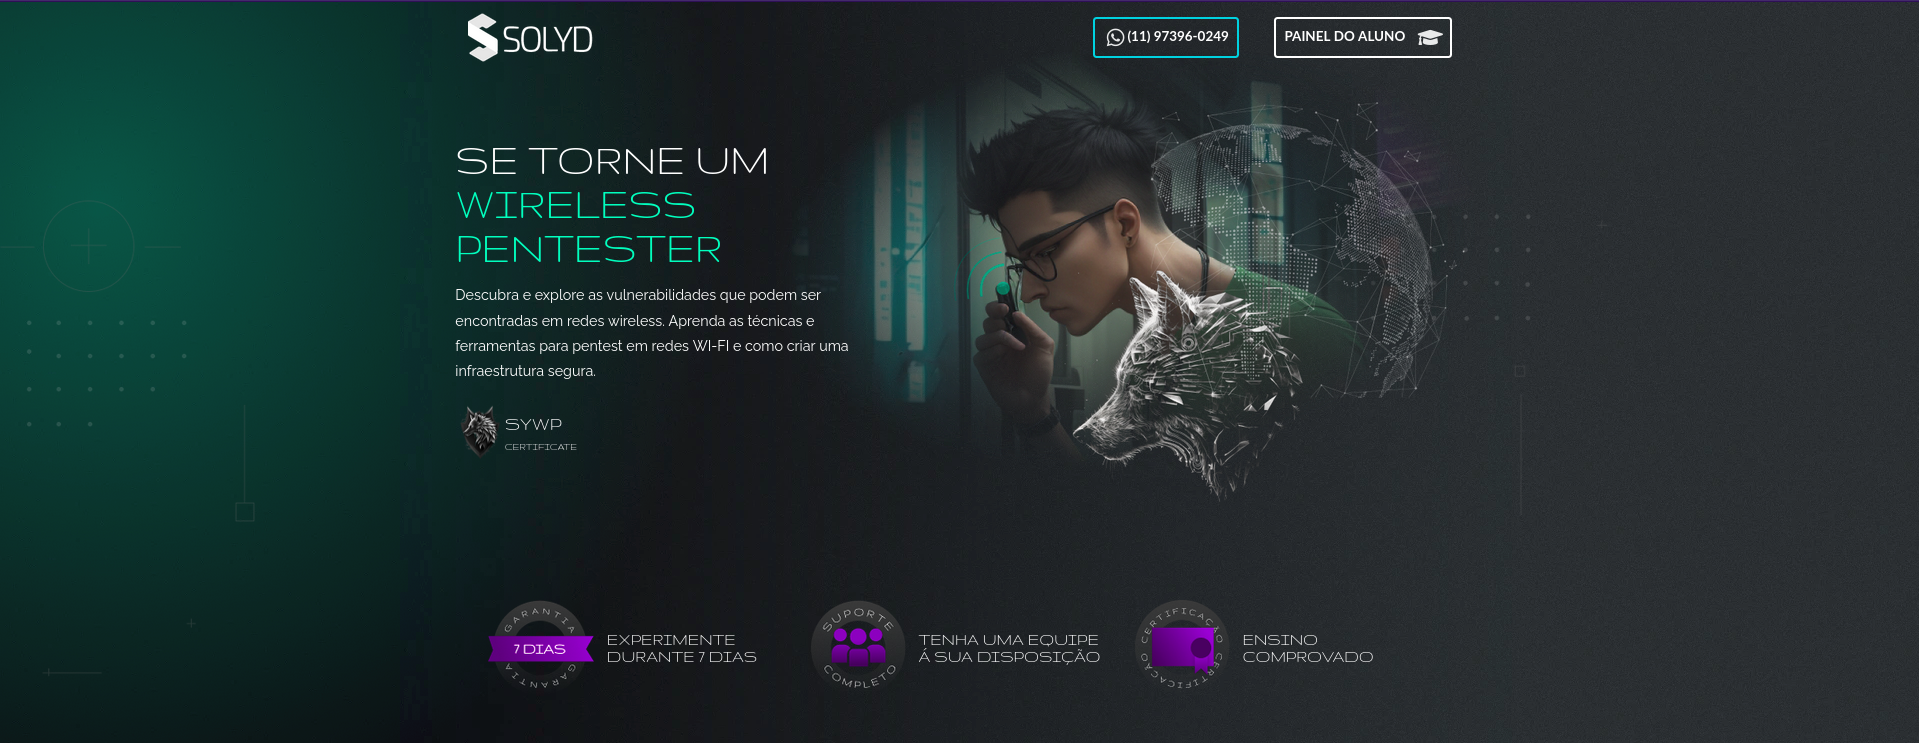 SOLYD
(11) 97396-0249
PAINEL DO ALUNO
SE TORNE UM
WIRELESS
PENTESTER
Descubra e explore as vulnerabilidades que podem ser
encontradas em redes wireless. Aprenda as técnicas e
ferramentas para pentest em redes WI-FI e como criar uma
infraestrutura segura.
SYWP
CERTIFICATE
GARANTIA
7 DIAS
GARANTIA
EXPERIMENTE
DURANTE 7 DIAS
SUPORTE
COMPLETO
TENHA UMA EQUIPE
Á SUA DISPOSIÇÃO
CERTIFICAÇÃO
CERTIFICAÇÃO
ENSINO
COMPROVADO